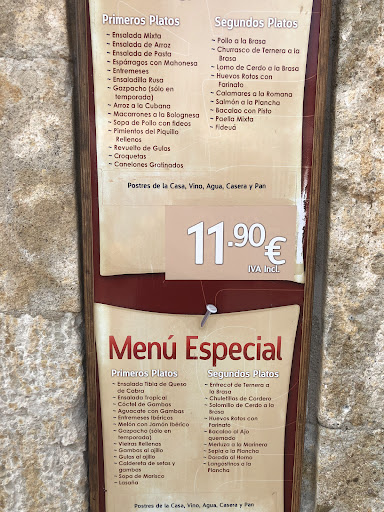 Primeros Platos
~ Ensalada Mixta
~ Ensalada de Arroz
~ Ensalada de Pasta
~ Espárragos con Mahonesa
~ Entremeses
~ Ensaladilla Rusa
~ Gazpacho (sólo en
temporada)
~ Arroz a la Cubana
~ Macarrones a la Bolognesa
~ Sopa de Pollo con fideos
~ Pimientos del Piquillo
Rellenos
~ Revuelto de Gulas
~ Croquetas
~ Canelones Gratinados
Segundos Platos
~ Pollo a la Brasa
~ Churrasco de Ternera a la
Brasa
~ Lomo de Cerdo a la Brasa
~ Huevos Rotos con
Farinato
~ Calamares a la Romana
~ Salmón a la Plancha
~ Bacalao con Pisto
~ Paella Mixta
~ Fideuá
Postres de la Casa, Vino, Agua, Casera y Pan
11.90€
IVA Incl.
Menú Especial
Primeros Platos
~ Ensalada Tibia de Queso
de Cabra
~ Ensalada Tropical
~ Cóctel de Gambas
~ Aguacate con Gambas
~ Entremeses Ibéricos
~ Melón con Jamón Ibérico
~ Gazpacho (sólo en
temporada)
~ Vieiras Rellenas
~ Gambas al ajillo
~ Gulas al ajillo
~ Caldereta de setas y
gambas
~ Sopa de Marisco
~ Lasaña
Segundos Platos
~ Entrecot de Ternera a
la Brasa
~ Chuletillas de Cordero
~ Solomillo de Cerdo a la
Brasa
~ Huevos Rotos con
Farinato
~ Bacalao al Ajo
quemado
~ Merluza a la Marinera
~ Sepia a la Plancha
~ Dorada al Horno
~ Langostinos a la
Plancha
Postres de la Casa, Vino, Agua, Casera y Pan